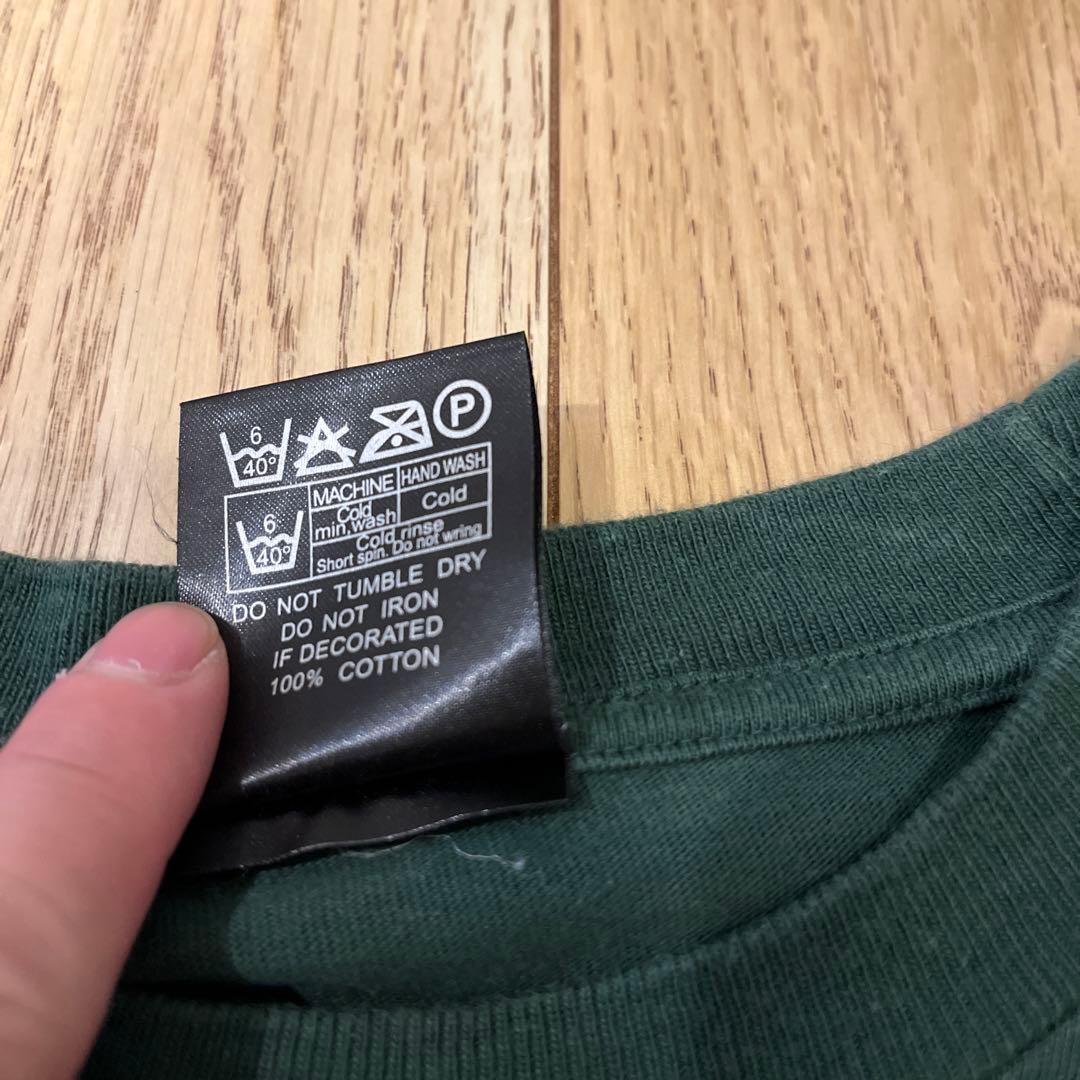 6
40° P
MACHINE HAND WASH
6
40°
Cold
min. wash
Cold
Cold rinse
Short spin. Do not wring
DO NOT TUMBLE DRY
DO NOT IRON
IF DECORATED
100% COTTON